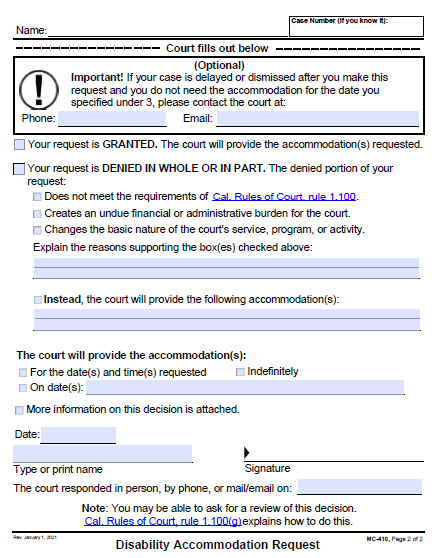 Case Number (if you know it):
Name:
Court fills out below
(Optional)
Important! If your case is delayed or dismissed after you make this
request and you do not need the accommodation for the date you
specified under 3, please contact the court at:
Phone: Email:
Your request is GRANTED. The court will provide the accommodation(s) requested.
Your request is DENIED IN WHOLE OR IN PART. The denied portion of your
request:
Does not meet the requirements of Cal. Rules of Court, rule 1.100.
Creates an undue financial or administrative burden for the court.
Changes the basic nature of the court's service, program, or activity.
Explain the reasons supporting the box(es) checked above:
Instead, the court will provide the following accommodation(s):
The court will provide the accommodation(s):
For the date(s) and time(s) requested Indefinitely
On date(s):
More information on this decision is attached.
Date:
Type or print name Signature
The court responded in person, by phone, or mail/email on:
Note: You may be able to ask for a review of this decision.
Cal. Rules of Court, rule 1.100(g) explains how to do this.
Rev. January 1, 2021 MC-410, Page 2 of 2
Disability Accommodation Request